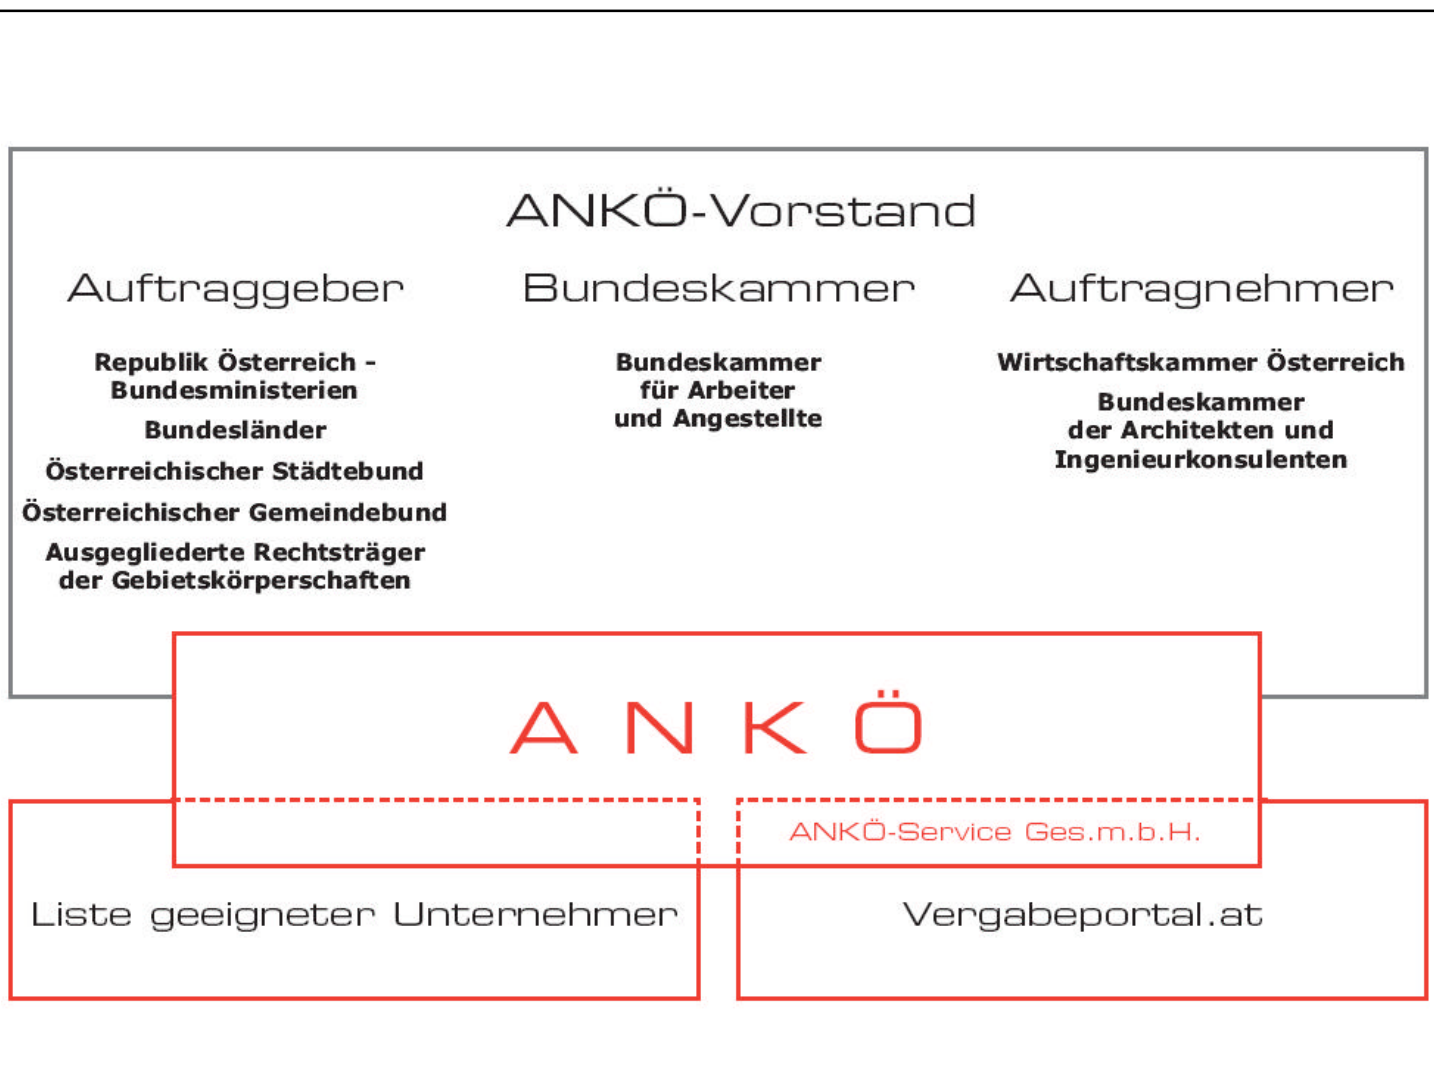 ANKÖ-Vorstand
Auftraggeber
Republik Österreich -
Bundesministerien
Bundesländer
Österreichischer Städtebund
Österreichischer Gemeindebund
Ausgegliederte Rechtsträger
der Gebietskörperschaften
Bundeskammer
Bundeskammer
für Arbeiter
und Angestellte
Auftragnehmer
Wirtschaftskammer Österreich
Bundeskammer
der Architekten und
Ingenieurkonsulenten
ANKÖ
ANKÖ-Service Ges.m.b.H.
Liste geeigneter Unternehmer
Vergabeportal.at